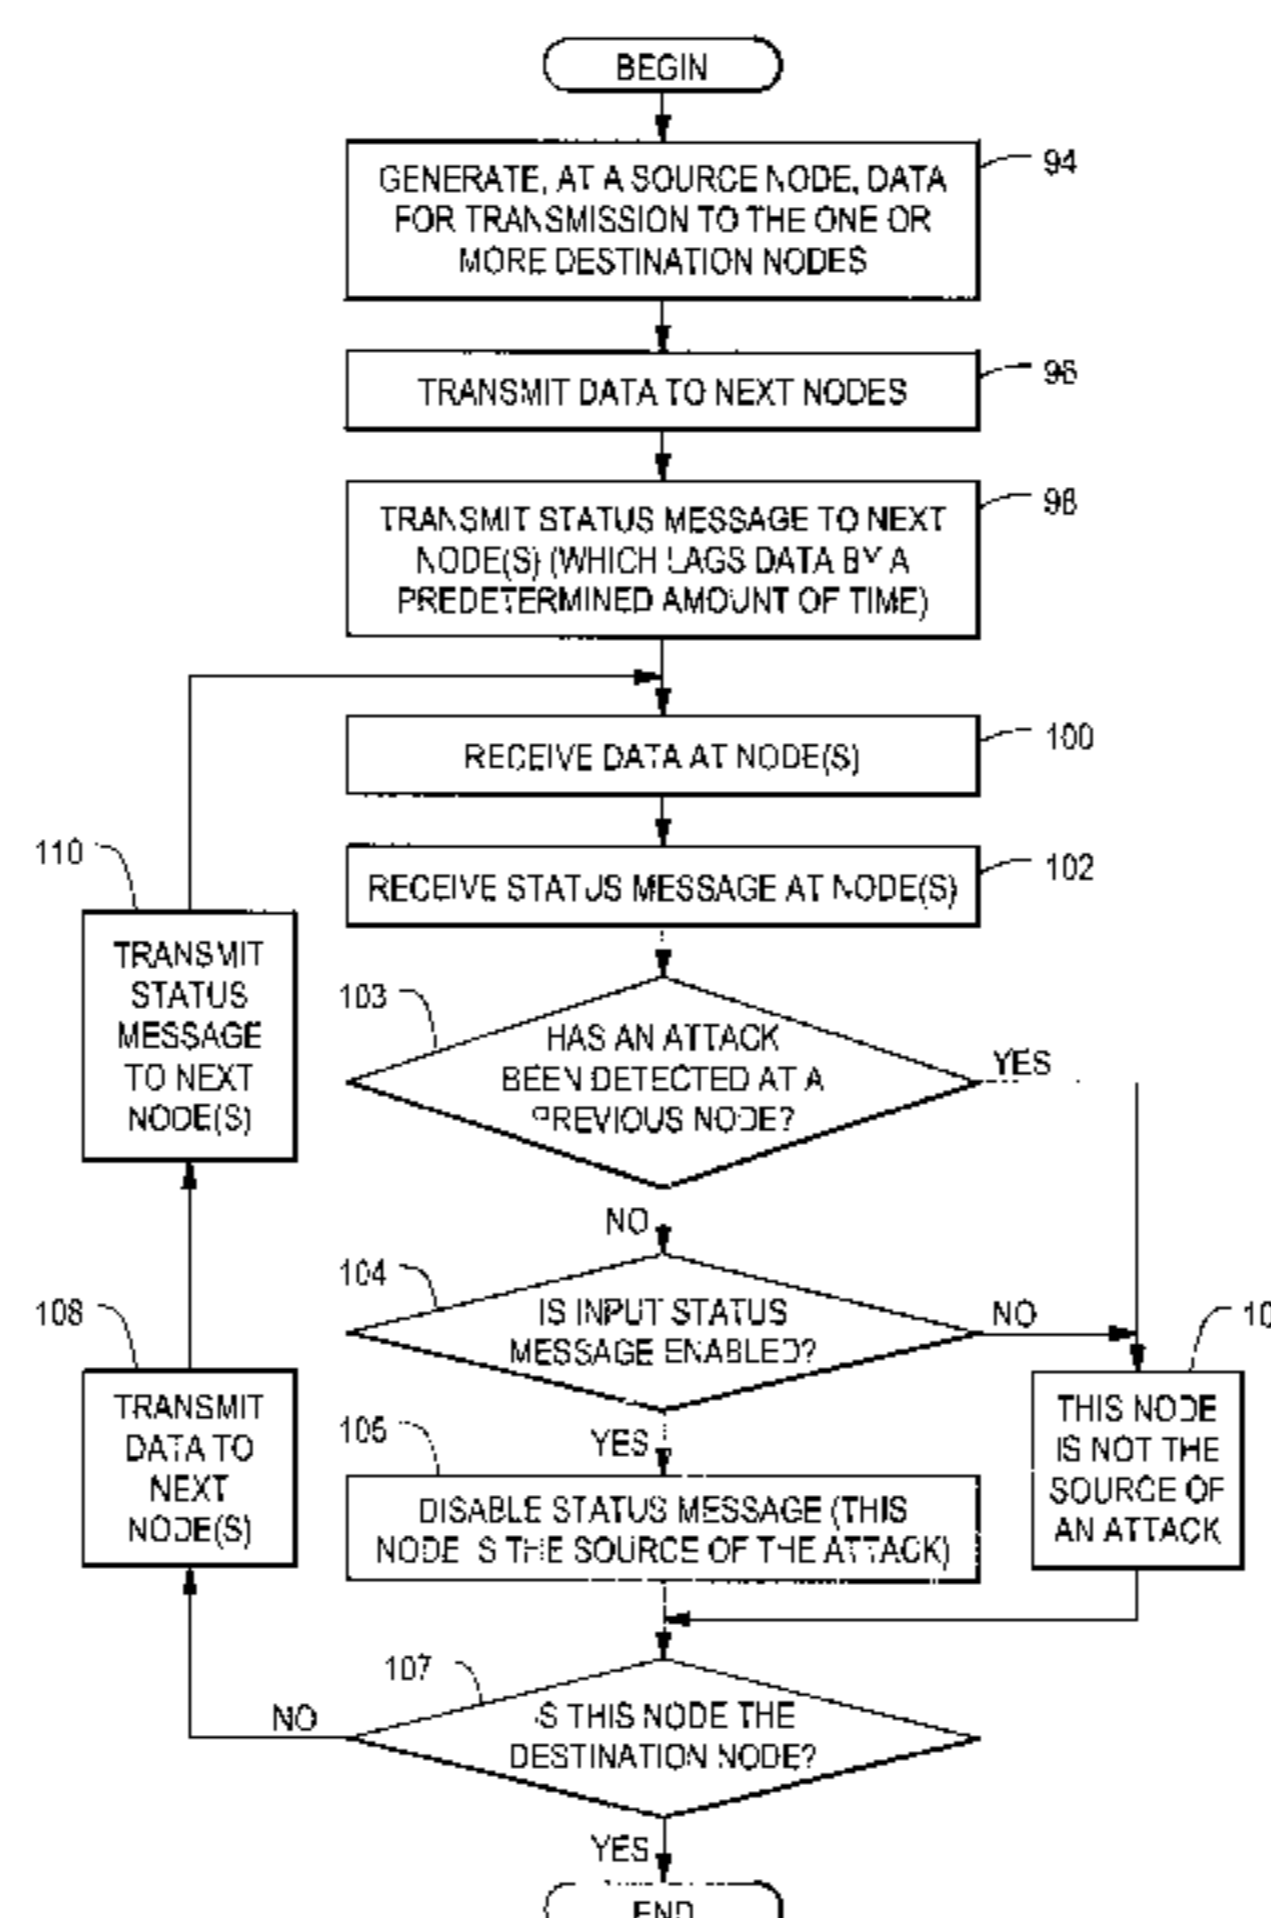 BEGIN
94
GENERATE, AT A SOURCE NODE, DATA
FOR TRANSMISSION TO THE ONE OR
MORE DESTINATION NODES
96
TRANSMIT DATA TO NEXT NODES
98
TRANSMIT STATUS MESSAGE TO NEXT
NODE(S) (WHICH LAGS DATA BY A
PREDETERMINED AMOUNT OF TIME)
100
RECEIVE DATA AT NODE(S)
102
RECEIVE STATUS MESSAGE AT NODE(S)
110
TRANSMIT
STATUS
MESSAGE
TO NEXT
NODE(S)
103
HAS AN ATTACK
BEEN DETECTED AT A
PREVIOUS NODE?
YES
NO
104
IS INPUT STATUS
MESSAGE ENABLED?
NO
YES
108
TRANSMIT
DATA TO
NEXT
NODE(S)
THIS NODE
IS NOT THE
SOURCE OF
AN ATTACK
106
DISABLE STATUS MESSAGE (THIS
NODE IS THE SOURCE OF THE ATTACK)
107
IS THIS NODE THE
DESTINATION NODE?
NO
YES
END